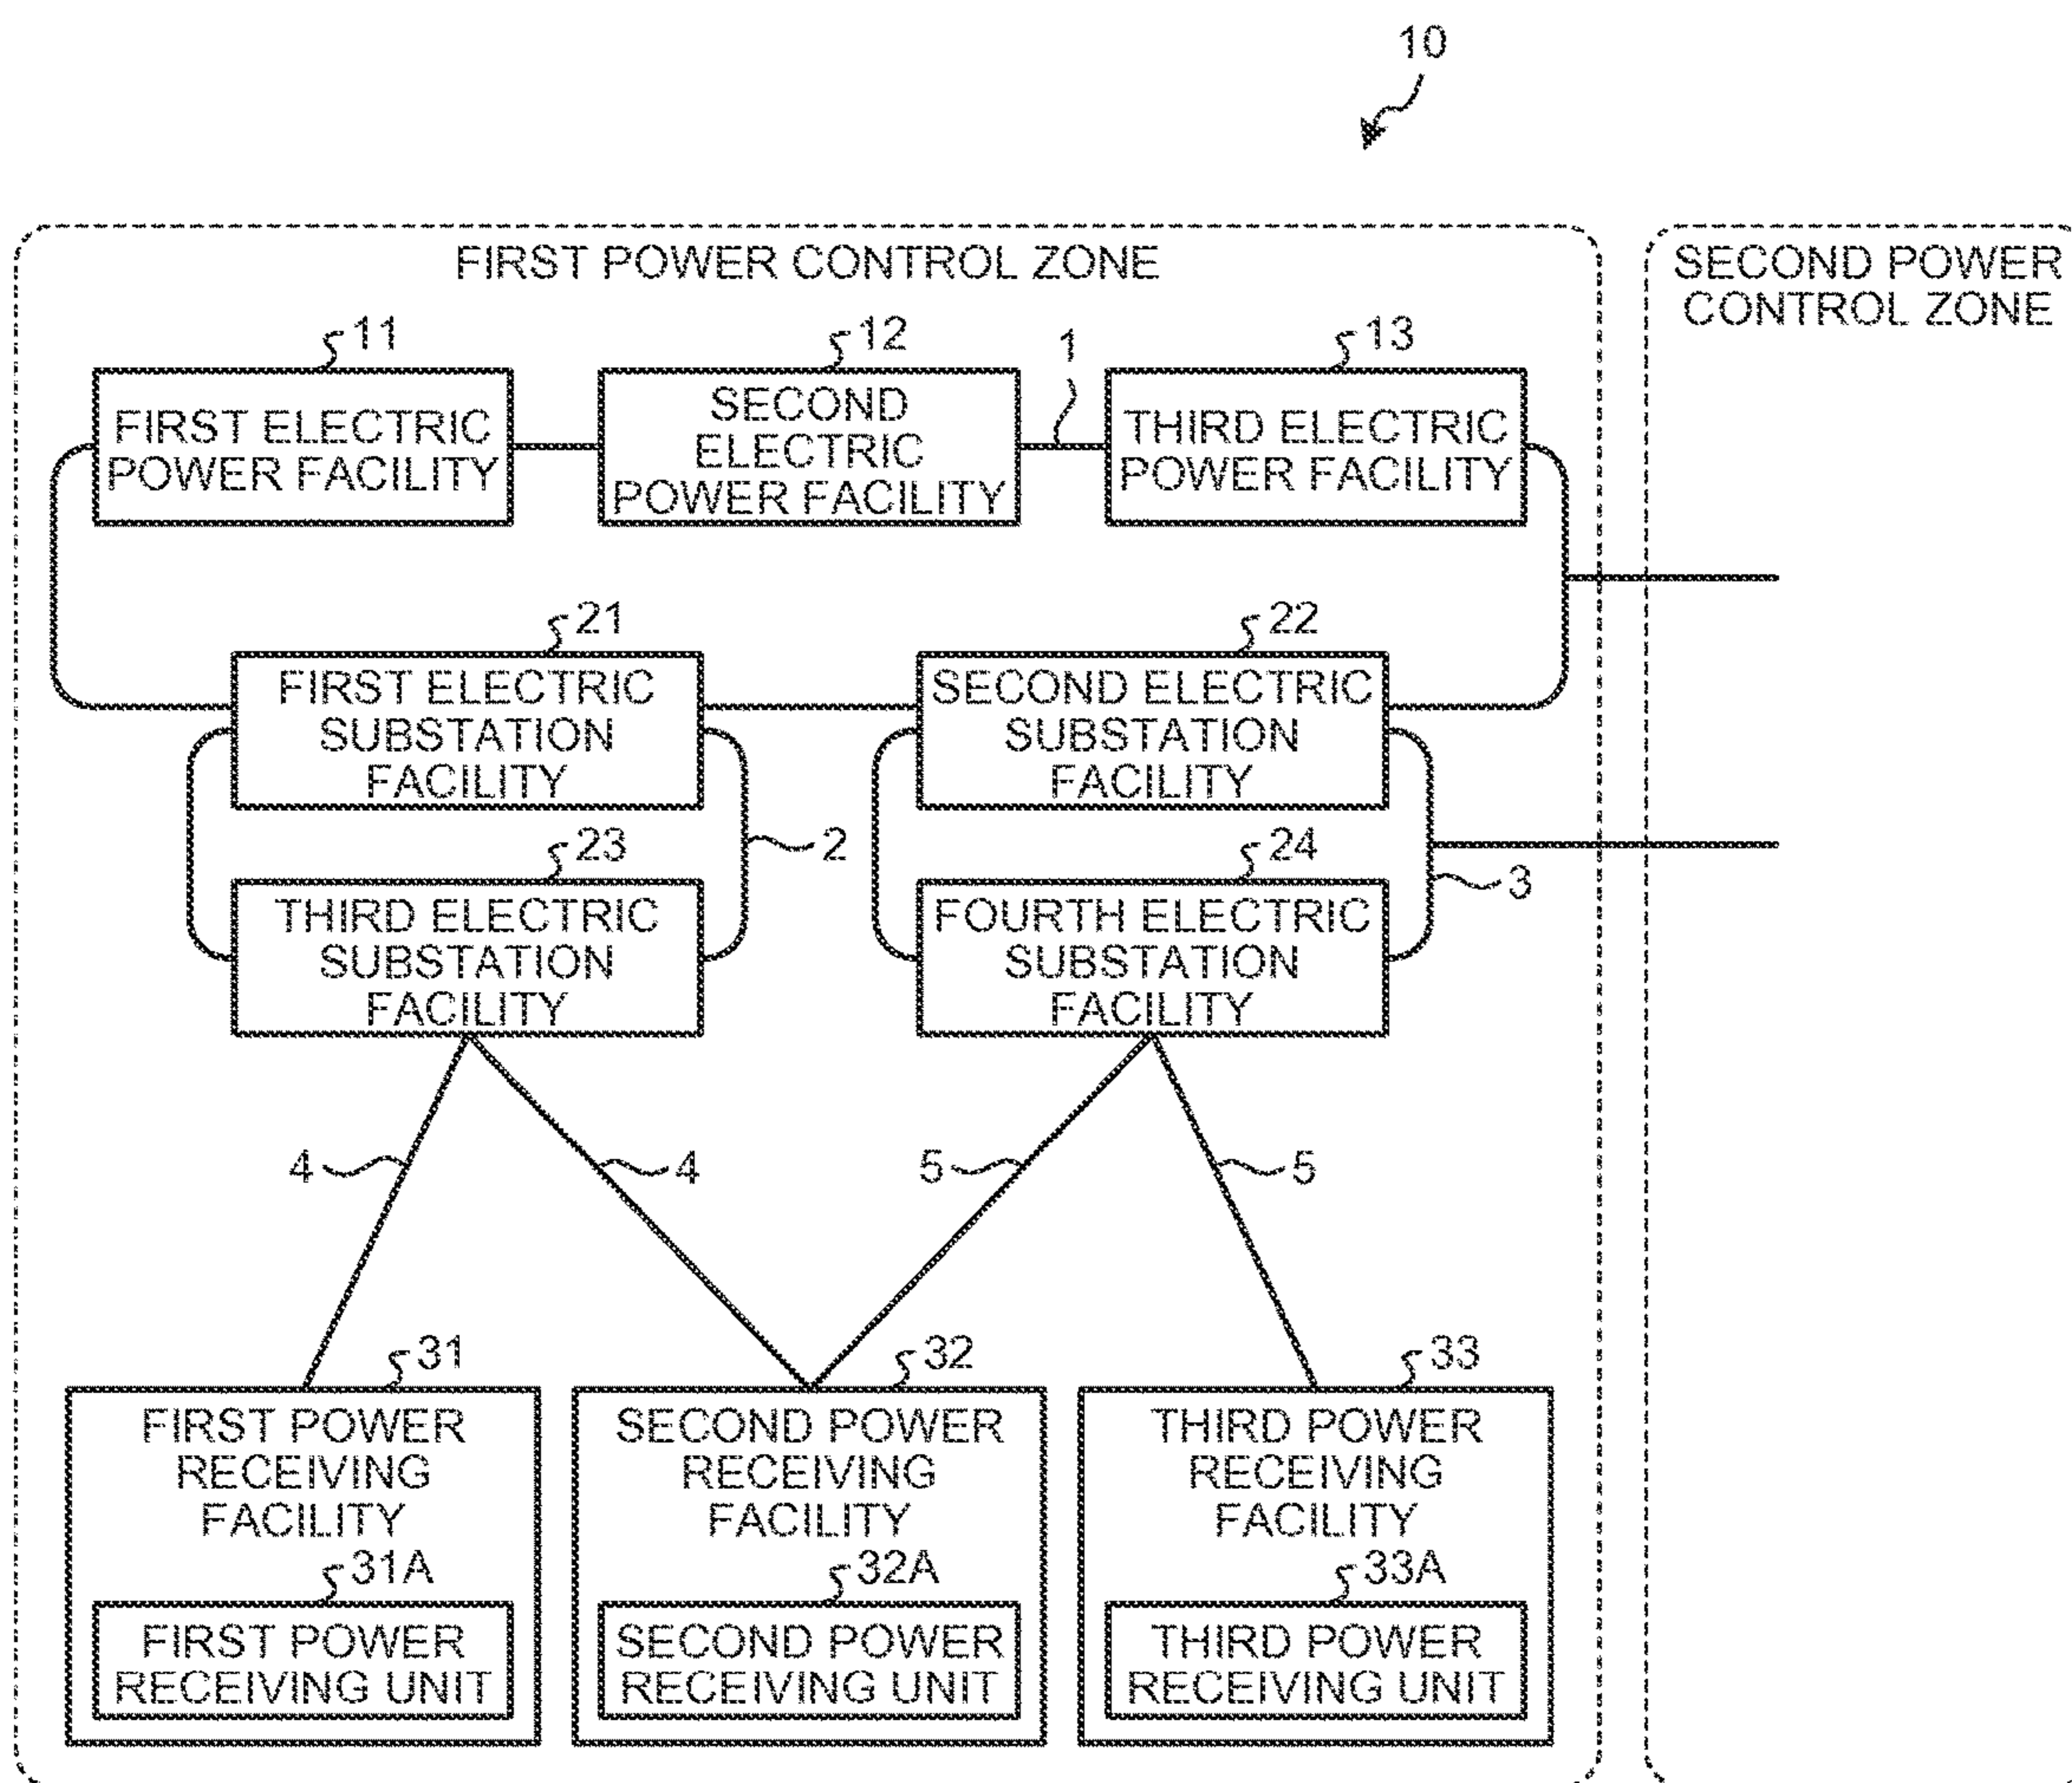 10
FIRST POWER CONTROL ZONE
SECOND POWER
CONTROL ZONE
11
12
1
13
FIRST ELECTRIC
POWER FACILITY
SECOND
ELECTRIC
POWER FACILITY
THIRD ELECTRIC
POWER FACILITY
21
22
FIRST ELECTRIC
SUBSTATION
FACILITY
SECOND ELECTRIC
SUBSTATION
FACILITY
23
2
24
3
THIRD ELECTRIC
SUBSTATION
FACILITY
FOURTH ELECTRIC
SUBSTATION
FACILITY
4
4
5
5
31
32
33
FIRST POWER
RECEIVING
FACILITY
SECOND POWER
RECEIVING
FACILITY
THIRD POWER
RECEIVING
FACILITY
31A
32A
33A
FIRST POWER
RECEIVING UNIT
SECOND POWER
RECEIVING UNIT
THIRD POWER
RECEIVING UNIT